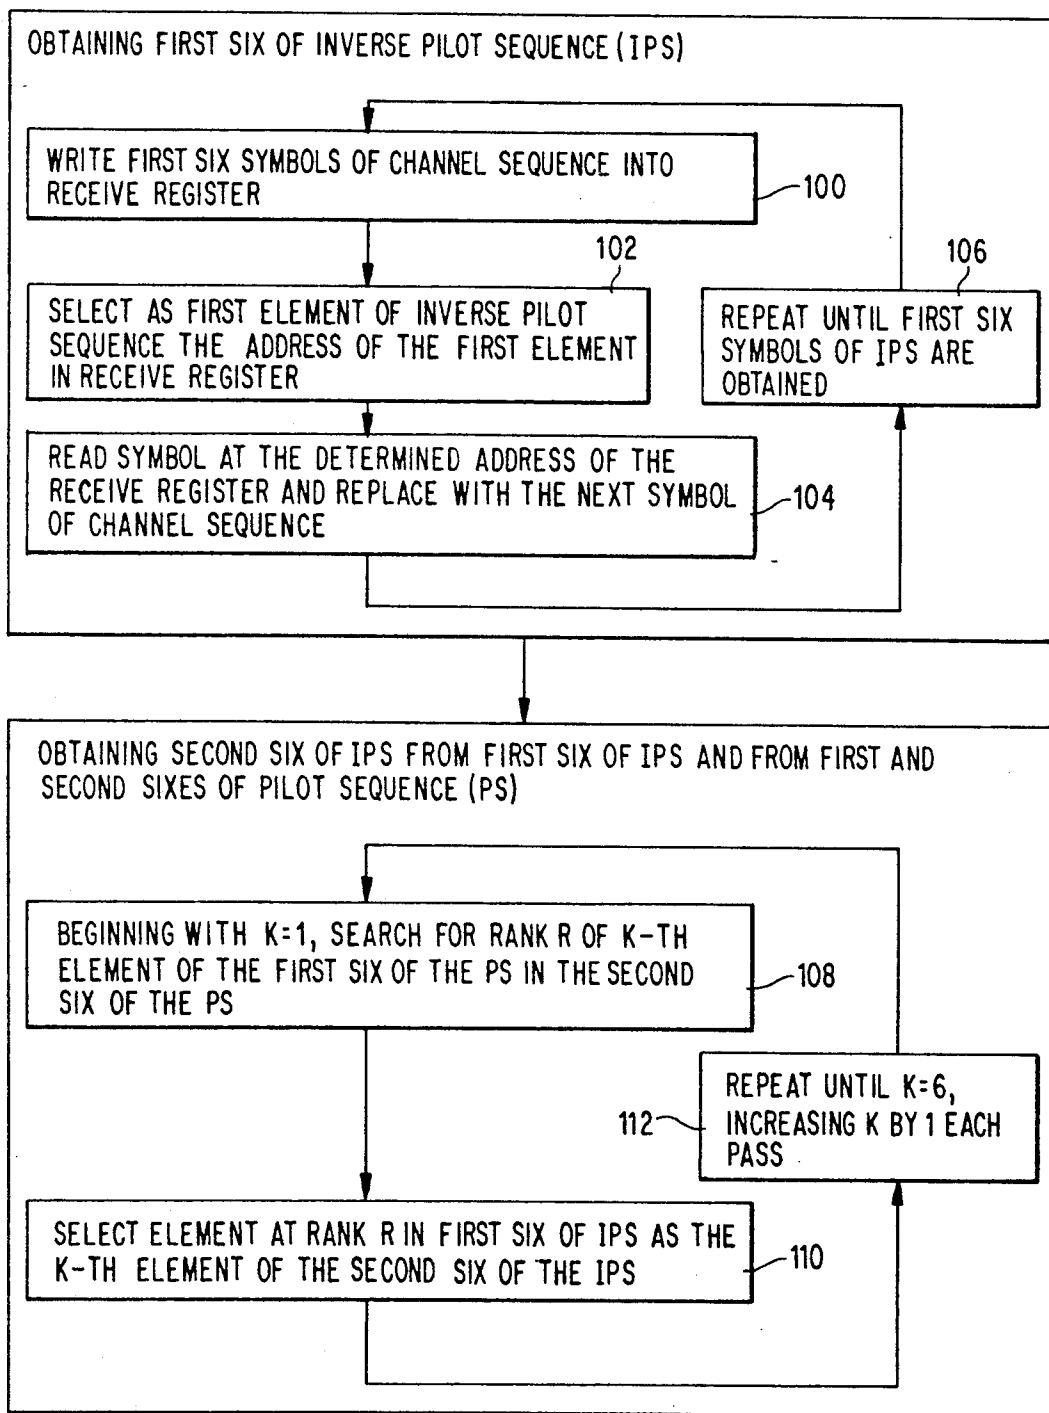 OBTAINING FIRST SIX OF INVERSE PILOT SEQUENCE (IPS)
WRITE FIRST SIX SYMBOLS OF CHANNEL SEQUENCE INTO
RECEIVE REGISTER
100
102
SELECT AS FIRST ELEMENT OF INVERSE PILOT
SEQUENCE THE ADDRESS OF THE FIRST ELEMENT
IN RECEIVE REGISTER
106
REPEAT UNTIL FIRST SIX
SYMBOLS OF IPS ARE
OBTAINED
READ SYMBOL AT THE DETERMINED ADDRESS OF THE
RECEIVE REGISTER AND REPLACE WITH THE NEXT SYMBOL
OF CHANNEL SEQUENCE
104
OBTAINING SECOND SIX OF IPS FROM FIRST SIX OF IPS AND FROM FIRST AND
SECOND SIXES OF PILOT SEQUENCE (PS)
BEGINNING WITH K=1, SEARCH FOR RANK R OF K-TH
ELEMENT OF THE FIRST SIX OF THE PS IN THE SECOND
SIX OF THE PS
108
REPEAT UNTIL K=6,
INCREASING K BY 1 EACH
PASS
112
SELECT ELEMENT AT RANK R IN FIRST SIX OF IPS AS THE
K-TH ELEMENT OF THE SECOND SIX OF THE IPS
110